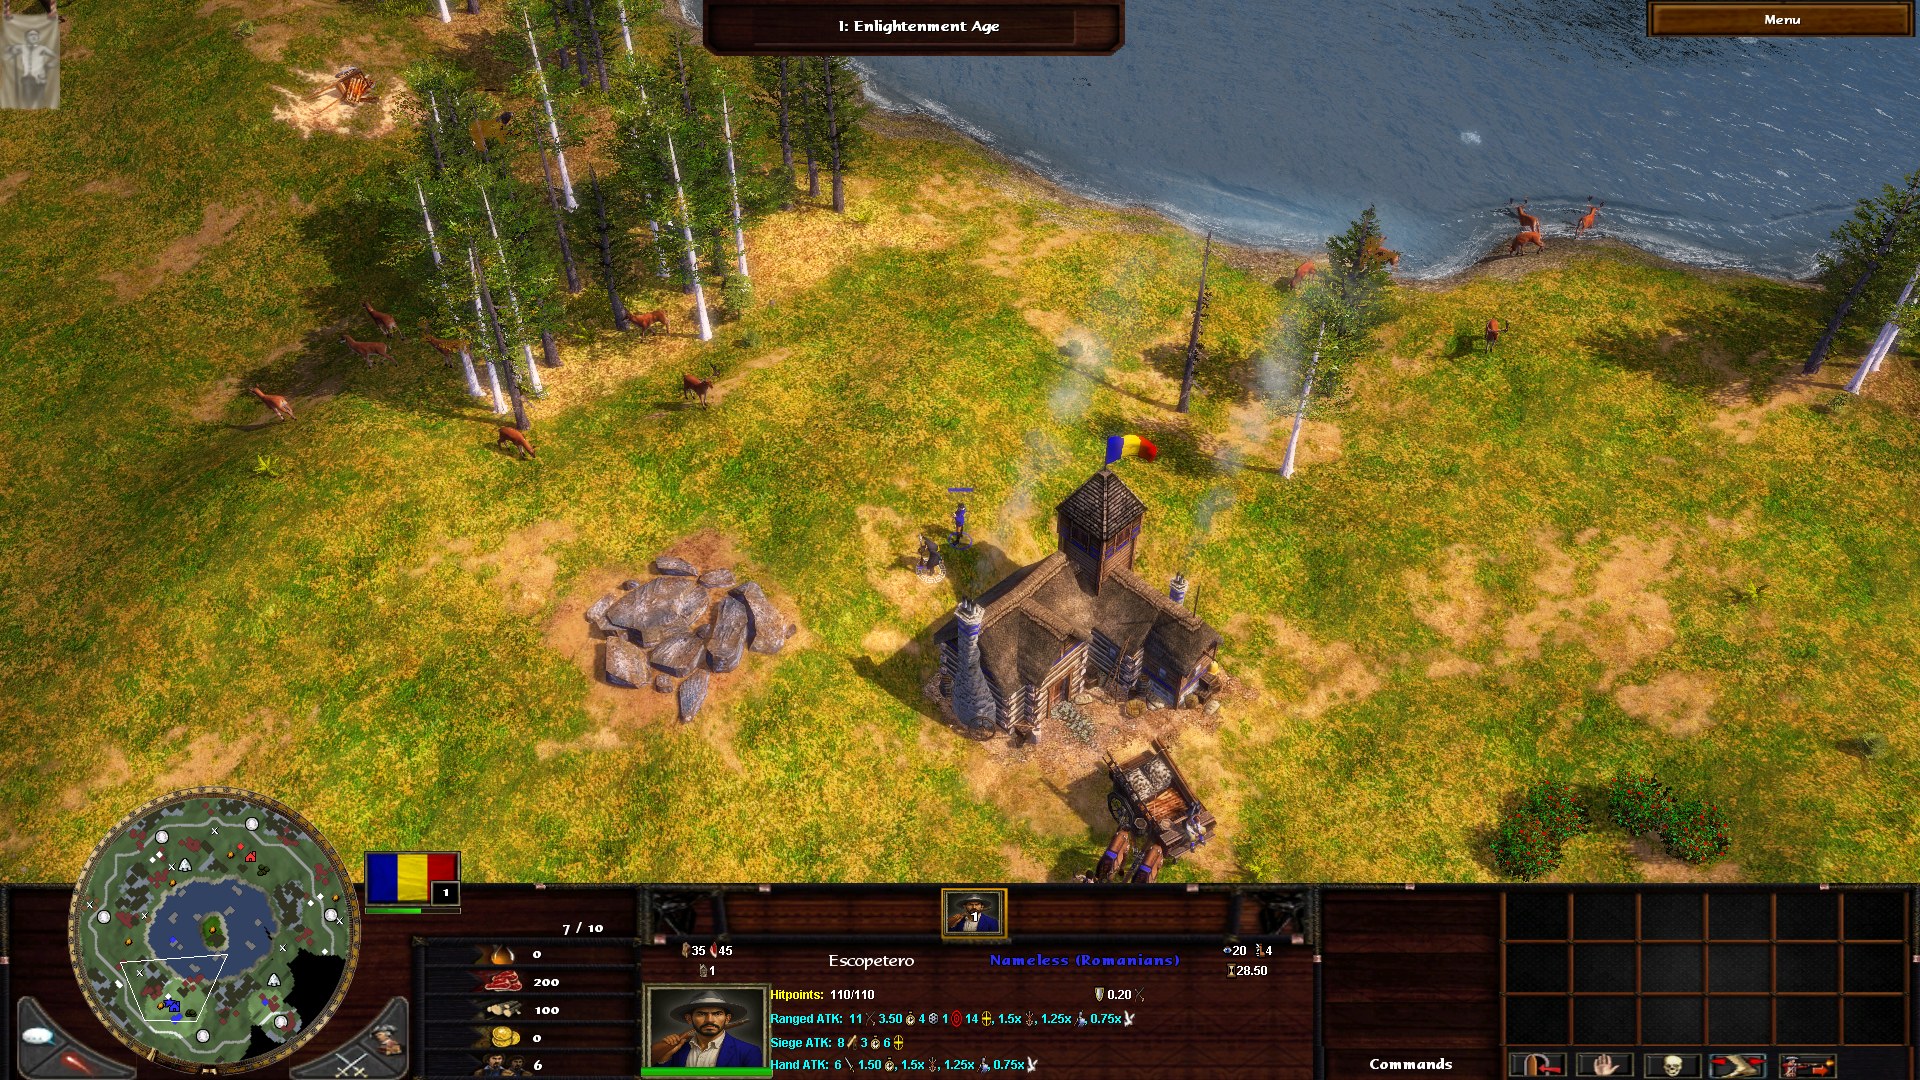 1: Enlightenment Age
Menu
1
7 / 10
0
200
100
0
6
1
35 45
1
Escopetero
Nameless (Romanians)
20 4
28.50
Hitpoints: 110/110
0.20
Ranged ATK: 11 3.50 4 1 14 , 1.5x , 1.25x 0.75x
Siege ATK: 8 3 6
Hand ATK: 6 1.50 , 1.5x , 1.25x 0.75x
Commands